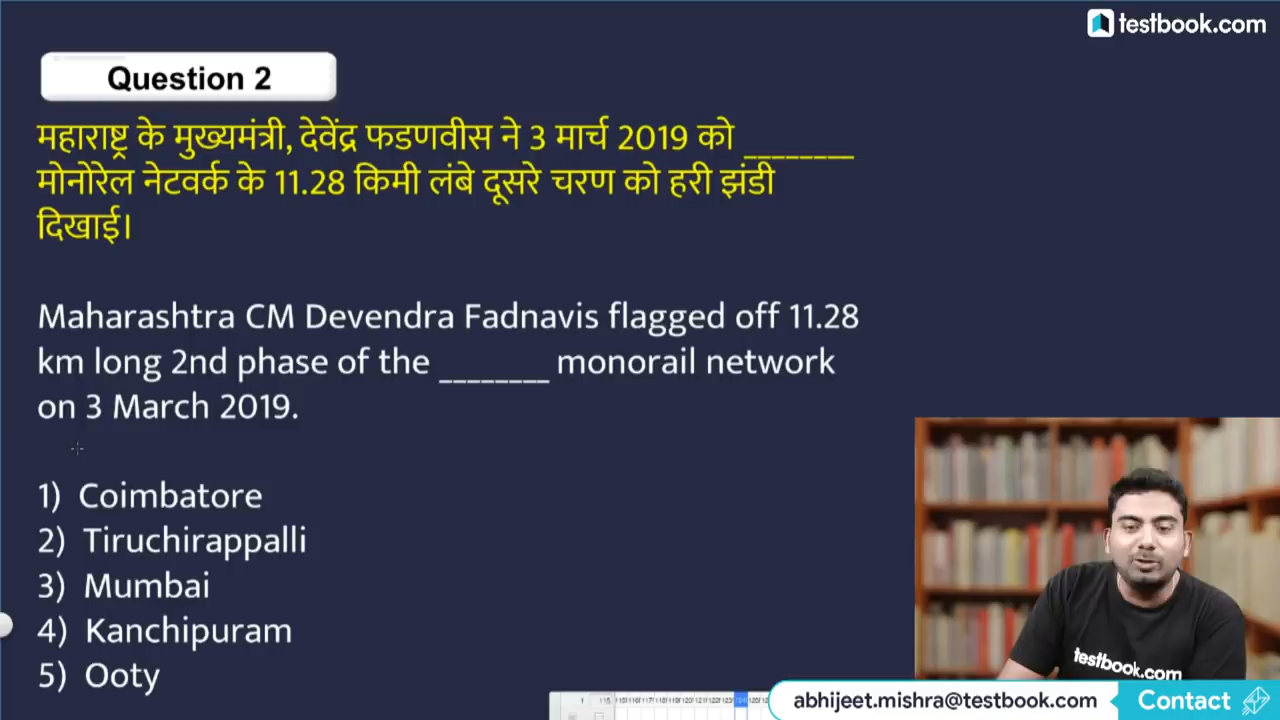 testbook.com
Question 2
महाराष्ट्र के मुख्यमंत्री, देवेंद्र फडणवीस ने 3 मार्च 2019 को ________
मोनोरेल नेटवर्क के 11.28 किमी लंबे दूसरे चरण को हरी झंडी
दिखाई।
Maharashtra CM Devendra Fadnavis flagged off 11.28
km long 2nd phase of the ________ monorail network
on 3 March 2019.
1) Coimbatore
2) Tiruchirappalli
3) Mumbai
4) Kanchipuram
5) Ooty
testbook.com
abhijeet.mishra@testbook.com Contact